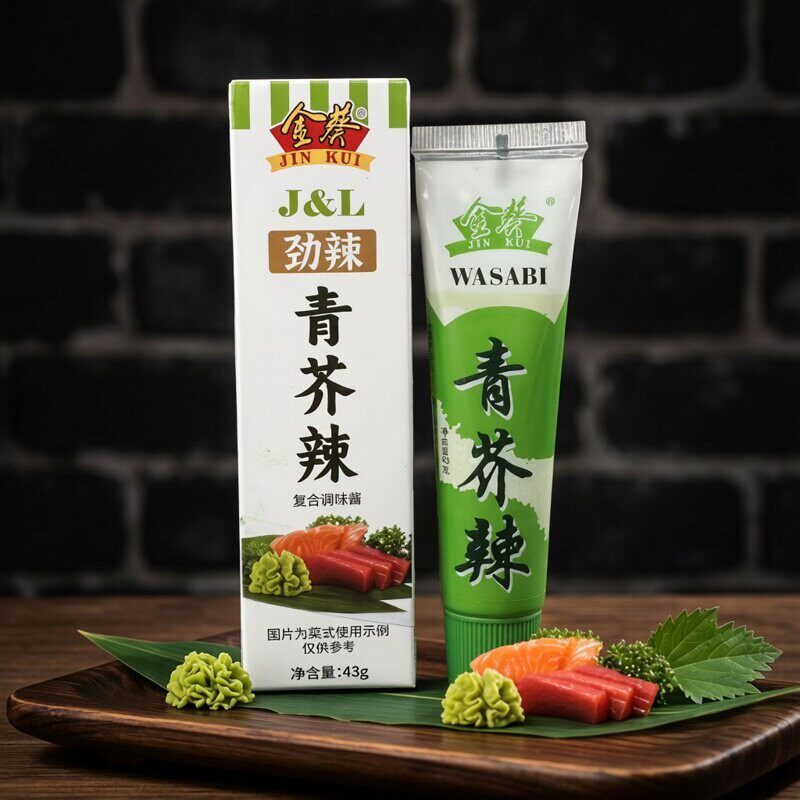 金葵®
JIN KUI
J&L
劲辣
青芥辣
复合调味酱
图片为菜式使用示例
仅供参考
净含量:43g
金葵®
JIN KUI
WASABI
青芥辣